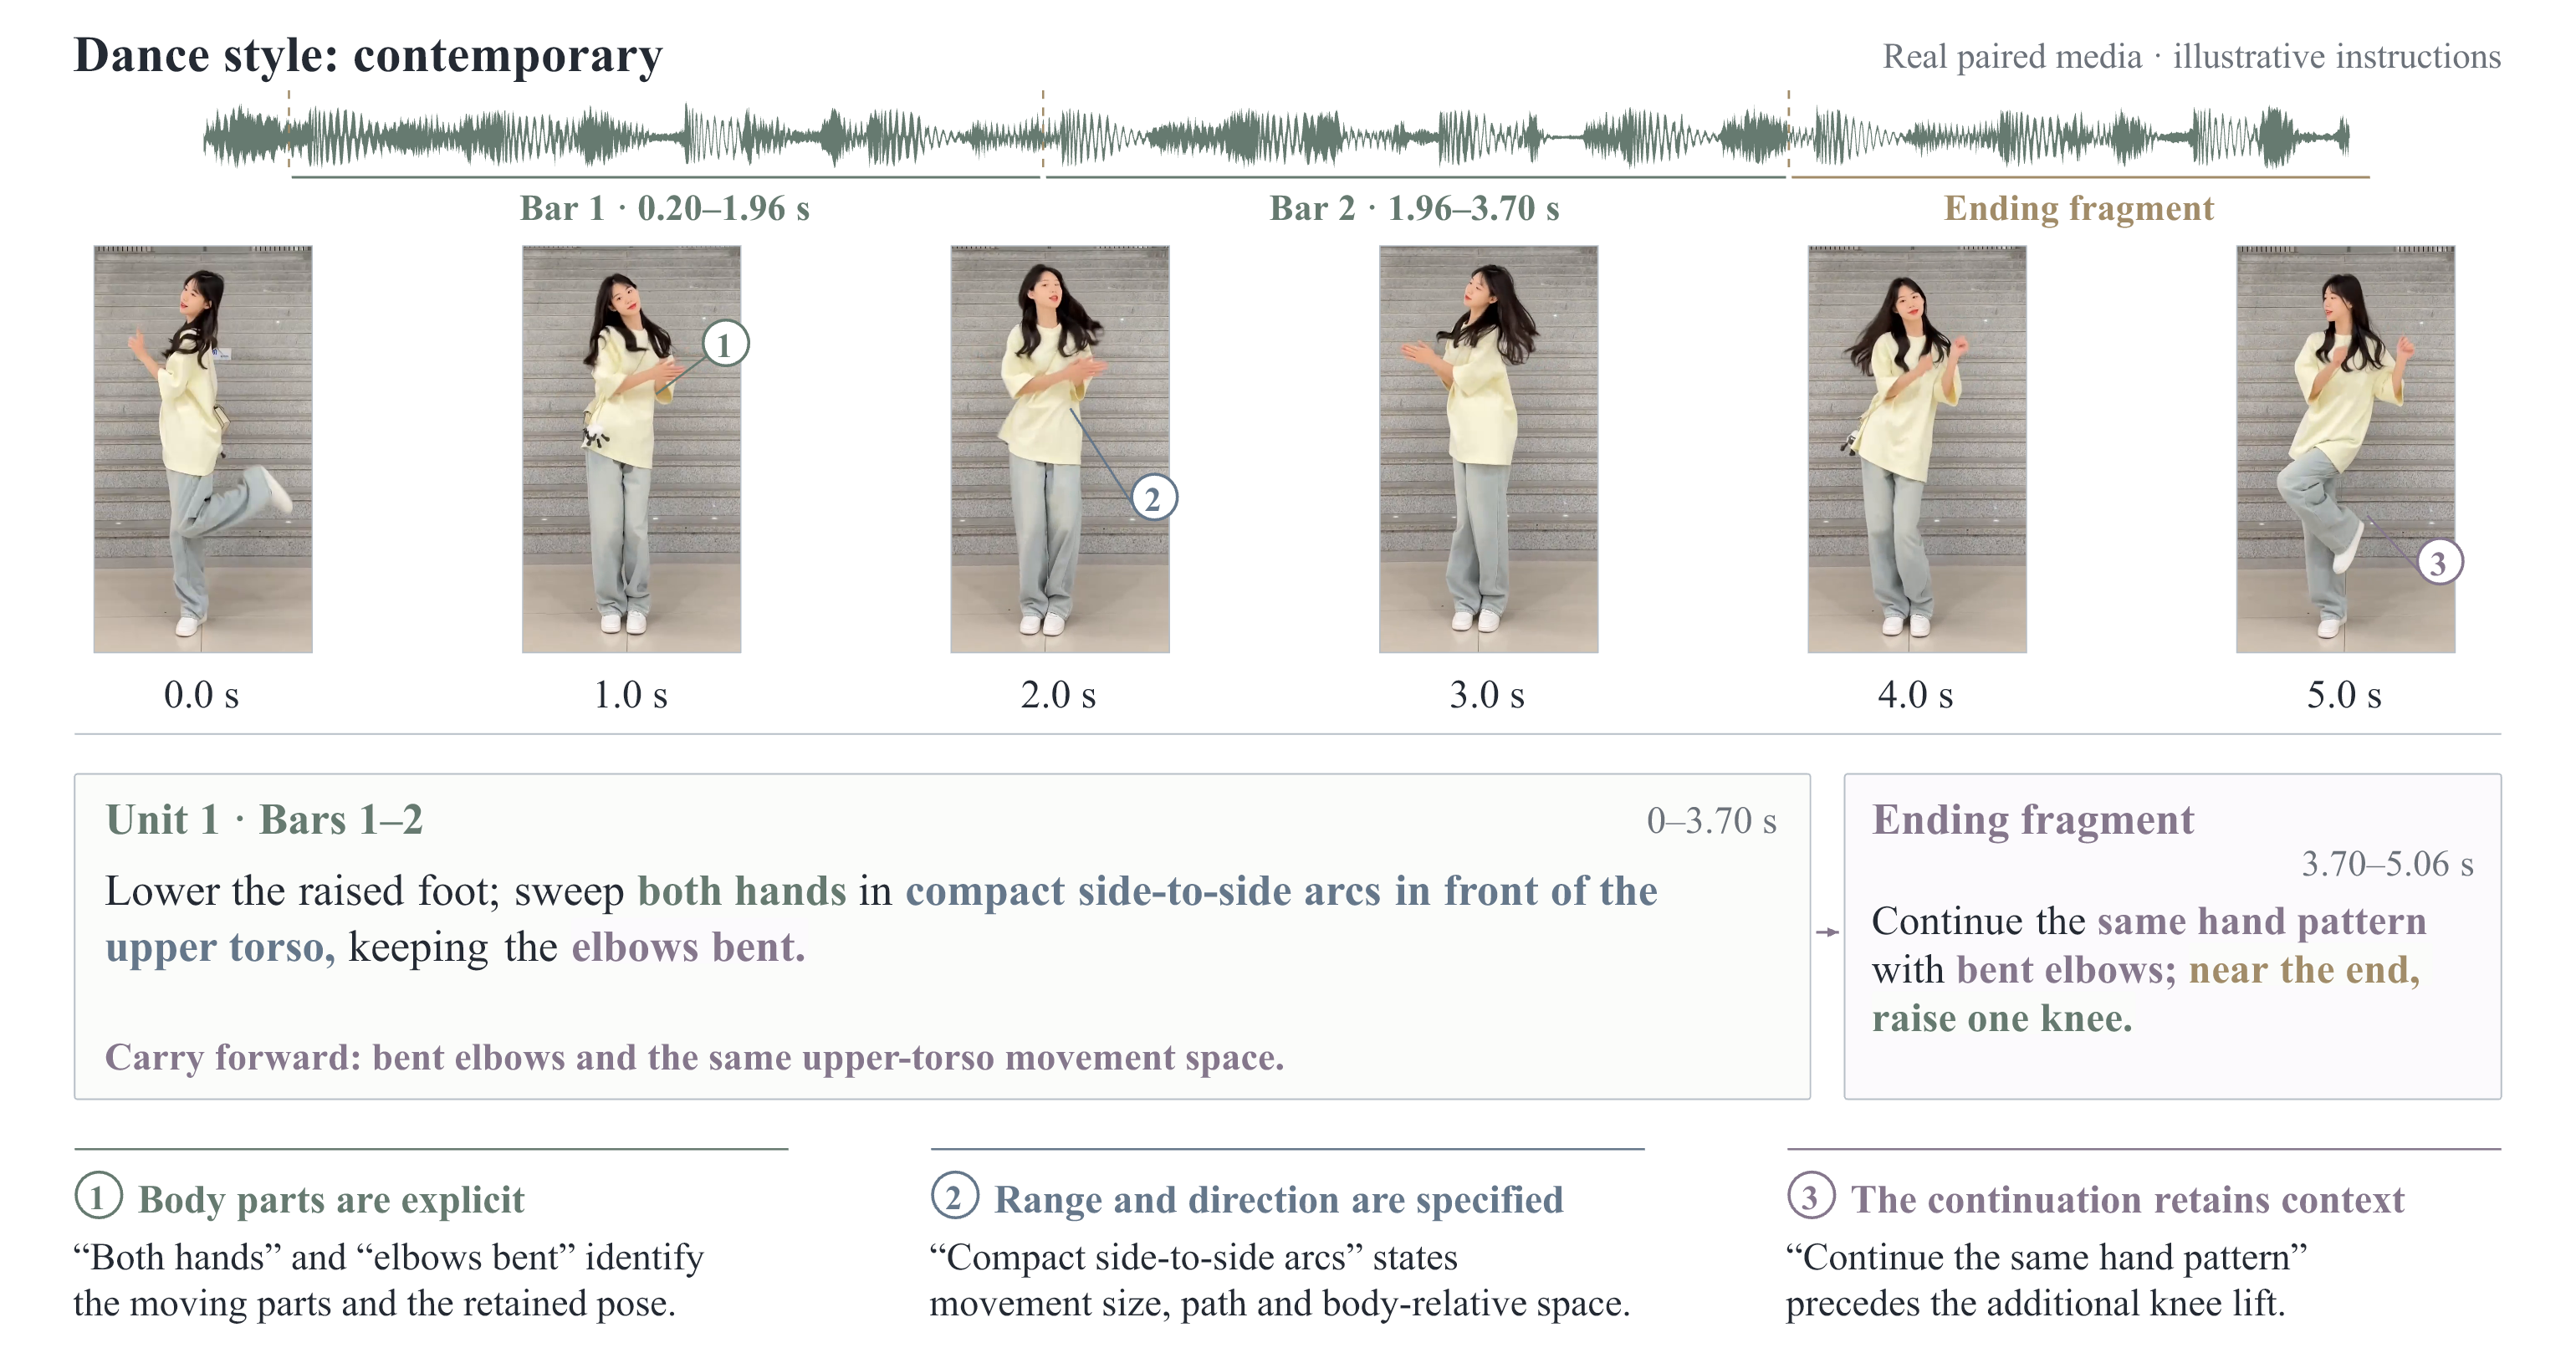 Dance style: contemporary
Real paired media · illustrative instructions
Bar 1 · 0.20–1.96 s
Bar 2 · 1.96–3.70 s
Ending fragment
1
2
3
0.0 s
1.0 s
2.0 s
3.0 s
4.0 s
5.0 s
Unit 1 · Bars 1–2
0–3.70 s
Lower the raised foot; sweep both hands in compact side-to-side arcs in front of the
upper torso, keeping the elbows bent.
Carry forward: bent elbows and the same upper-torso movement space.
Ending fragment
3.70–5.06 s
Continue the same hand pattern
with bent elbows; near the end,
raise one knee.
1 Body parts are explicit
“Both hands” and “elbows bent” identify
the moving parts and the retained pose.
2 Range and direction are specified
“Compact side-to-side arcs” states
movement size, path and body-relative space.
3 The continuation retains context
“Continue the same hand pattern”
precedes the additional knee lift.